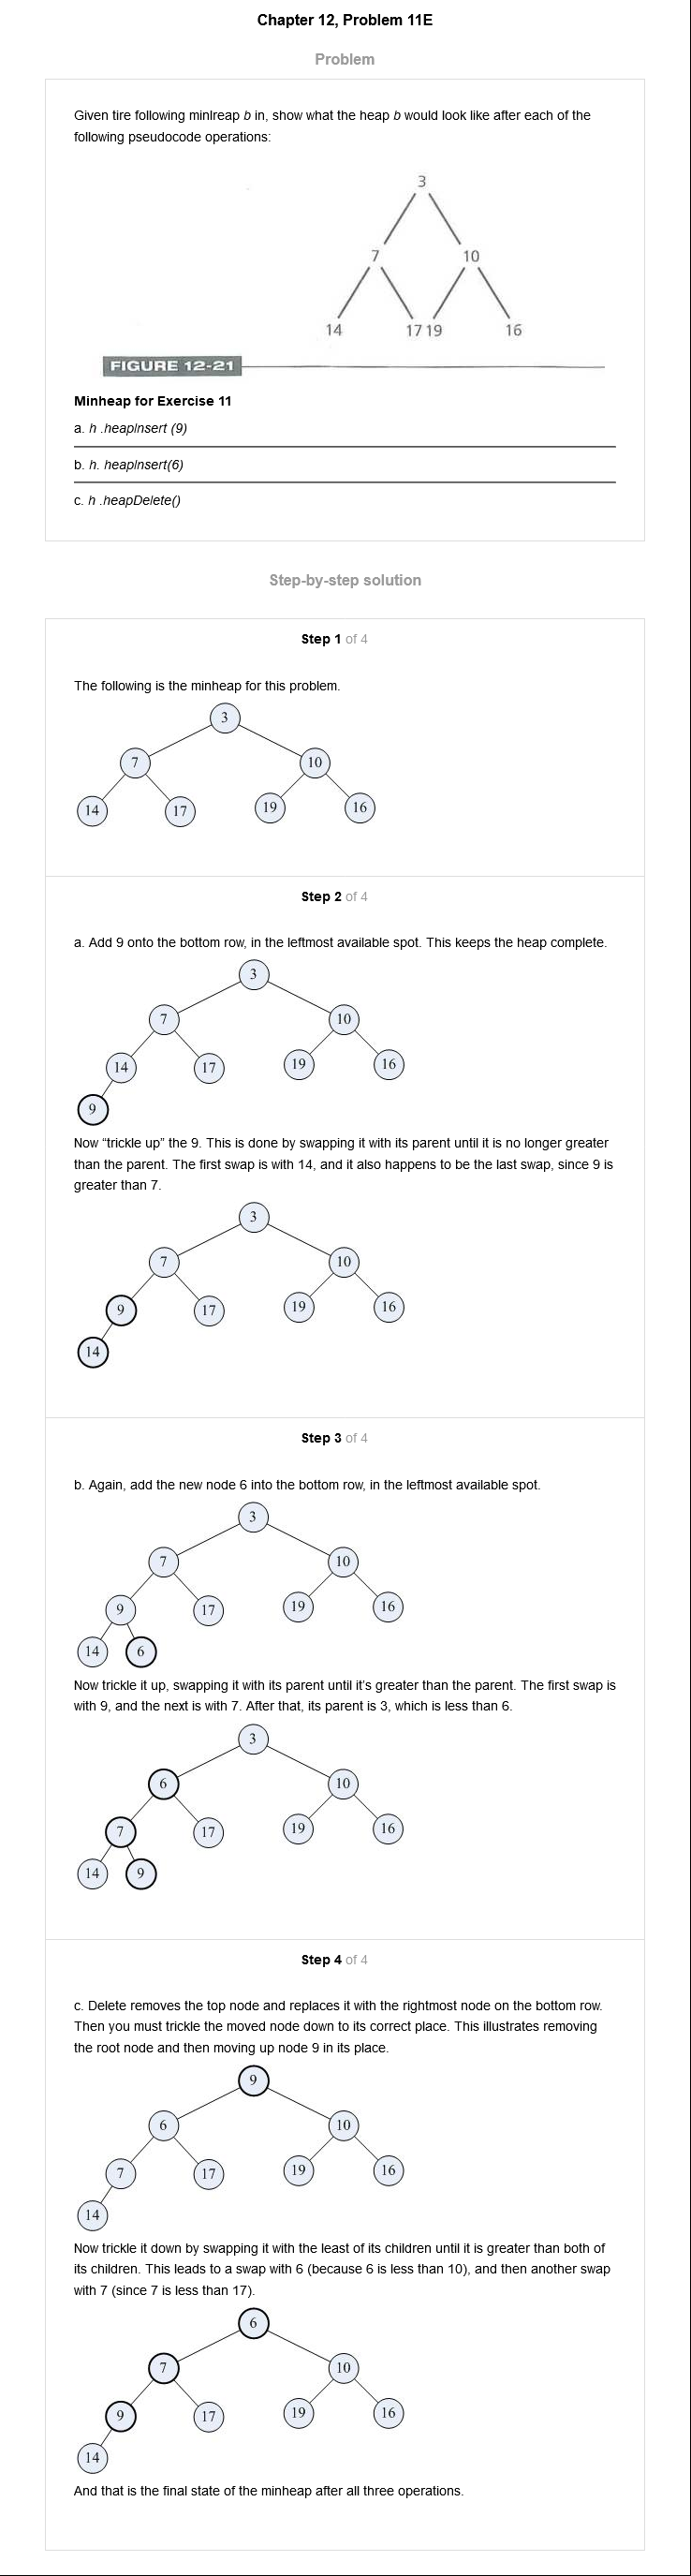 Chapter 12, Problem 11E
Problem
Given tire following minlreap b in, show what the heap b would look like after each of the
following pseudocode operations:
3
7 10
14 17 19 16
FIGURE 12-21
Minheap for Exercise 11
a. h .heaplnsert (9)
b. h. heaplnsert(6)
c. h .heapDelete()
Step-by-step solution
Step 1 of 4
The following is the minheap for this problem.
3
7 10
14 17 19 16
Step 2 of 4
a. Add 9 onto the bottom row, in the leftmost available spot. This keeps the heap complete.
3
7 10
14 17 19 16
9
Now “trickle up” the 9. This is done by swapping it with its parent until it is no longer greater
than the parent. The first swap is with 14, and it also happens to be the last swap, since 9 is
greater than 7.
3
7 10
9 17 19 16
14
Step 3 of 4
b. Again, add the new node 6 into the bottom row, in the leftmost available spot.
3
7 10
9 17 19 16
14 6
Now trickle it up, swapping it with its parent until it’s greater than the parent. The first swap is
with 9, and the next is with 7. After that, its parent is 3, which is less than 6.
3
6 10
7 17 19 16
14 9
Step 4 of 4
c. Delete removes the top node and replaces it with the rightmost node on the bottom row.
Then you must trickle the moved node down to its correct place. This illustrates removing
the root node and then moving up node 9 in its place.
9
6 10
7 17 19 16
14
Now trickle it down by swapping it with the least of its children until it is greater than both of
its children. This leads to a swap with 6 (because 6 is less than 10), and then another swap
with 7 (since 7 is less than 17).
6
7 10
9 17 19 16
14
And that is the final state of the minheap after all three operations.